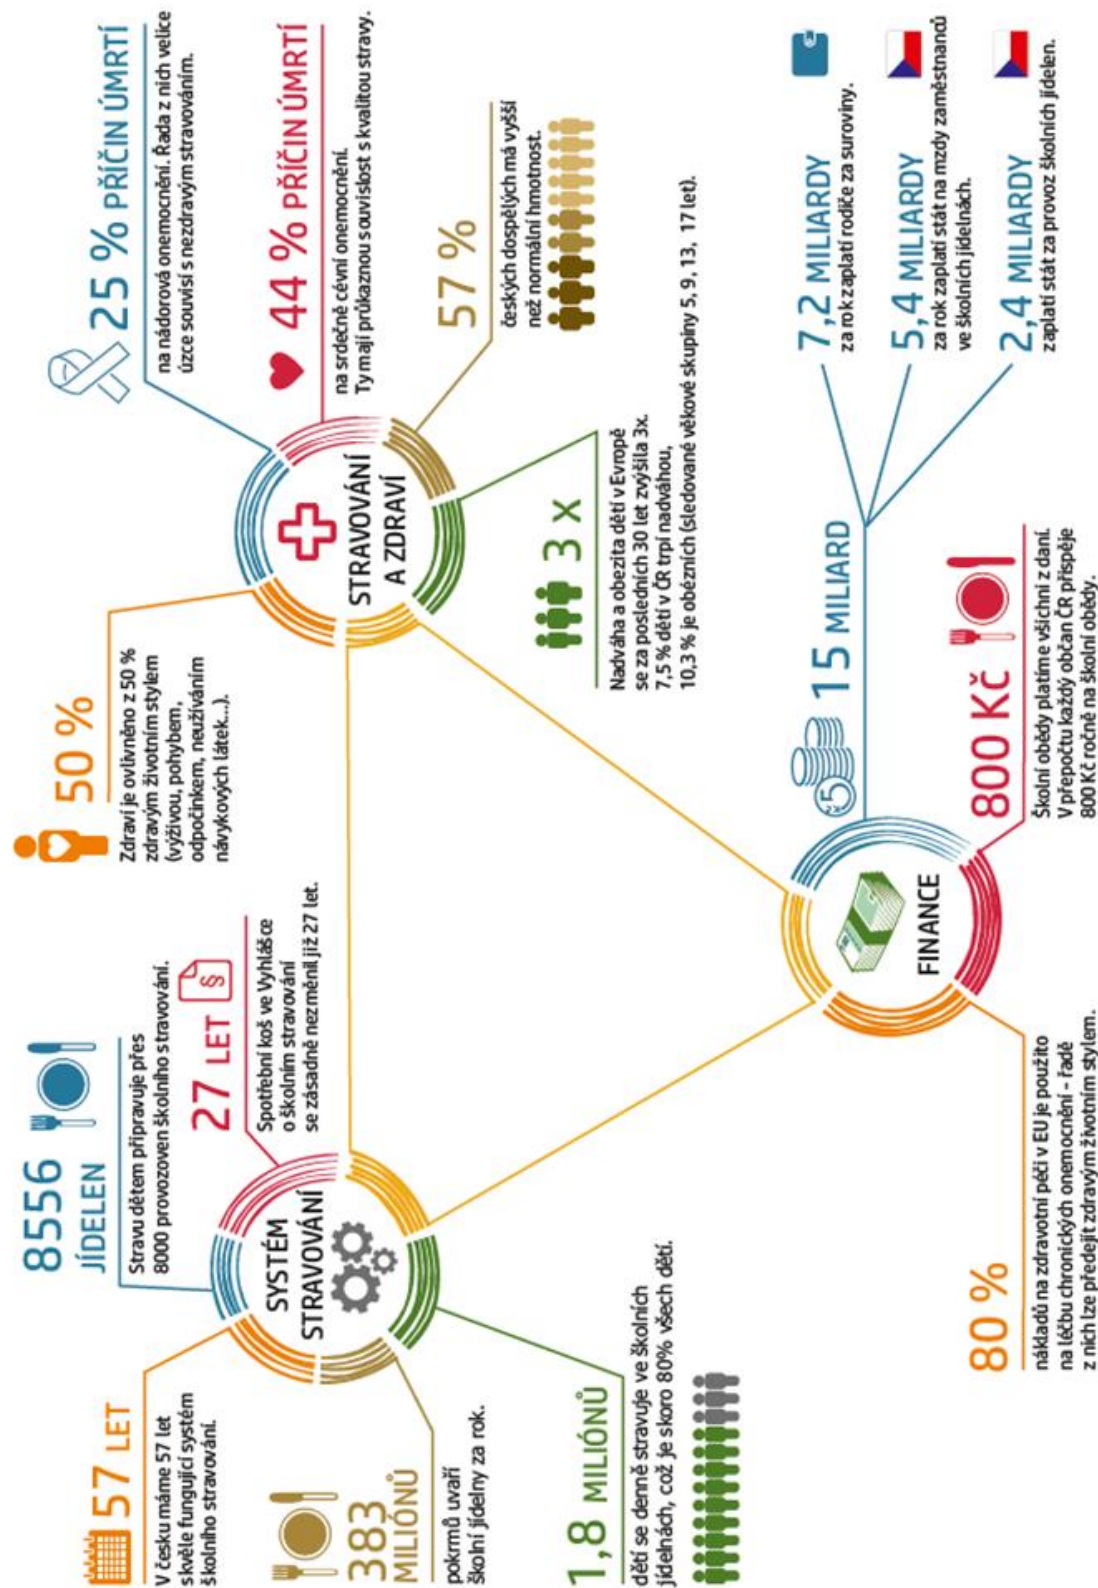 57 LET
V česku máme 57 let
skvěle fungující systém
školního stravování.
8556
JÍDELEN
Stravu dětem připravuje přes
8000 provozoven školního stravování.
27 LET
§
Spotřební koš ve Vyhlášce
o školním stravování
se zásadně nezměnil již 27 let.
SYSTÉM
STRAVOVÁNÍ
383
MILIÓNŮ
pokrmů uvaří
školní jídelny za rok.
1,8 MILIÓNŮ
dětí se denně stravuje ve školních
jídelnách, což je skoro 80% všech dětí.
50 %
Zdraví je ovlivněno z 50 %
zdravým životním stylem
(výživou, pohybem,
odpočinkem, neužíváním
návykových látek...).
25 % PŘÍČIN ÚMRTÍ
na nádorová onemocnění. Řada z nich velice
úzce souvisí s nezdravým stravováním.
44 % PŘÍČIN ÚMRTÍ
na srdečně cévní onemocnění.
Ty mají průkaznou souvislost s kvalitou stravy.
57 %
českých dospělých má vyšší
než normální hmotnost.
STRAVOVÁNÍ
A ZDRAVÍ
3 x
Nadváha a obezita dětí v Evropě
se za posledních 30 let zvýšila 3x.
7,5 % dětí v ČR trpí nadváhou,
10,3 % je obézních (sledované věkové skupiny 5, 9, 13, 17 let).
15 MILIARD
5
Kč
7,2 MILIARDY
za rok zaplatí rodiče za suroviny.
5,4 MILIARDY
za rok zaplatí stát na mzdy zaměstnanců
ve školních jídelnách.
2,4 MILIARDY
zaplatí stát za provoz školních jídelen.
FINANCE
800 Kč
Školní obědy platíme všichni z daní.
V přepočtu každý občan ČR přispěje
800 Kč ročně na školní obědy.
80 %
nákladů na zdravotní péči v EU je použito
na léčbu chronických onemocnění – řadě
z nich lze předejít zdravým životním stylem.